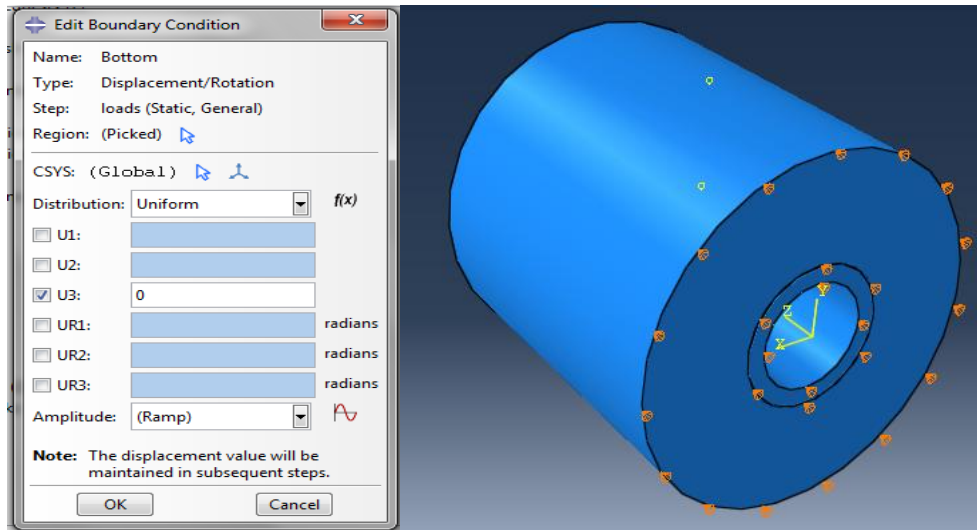 Edit Boundary Condition
Name: Bottom
Type: Displacement/Rotation
Step: loads (Static, General)
Region: (Picked)
CSYS: (Global)
Distribution: Uniform f(x)
U1:
U2:
U3: 0
UR1: radians
UR2: radians
UR3: radians
Amplitude: (Ramp)
Note: The displacement value will be
maintained in subsequent steps.
OK Cancel
Y
Z
X